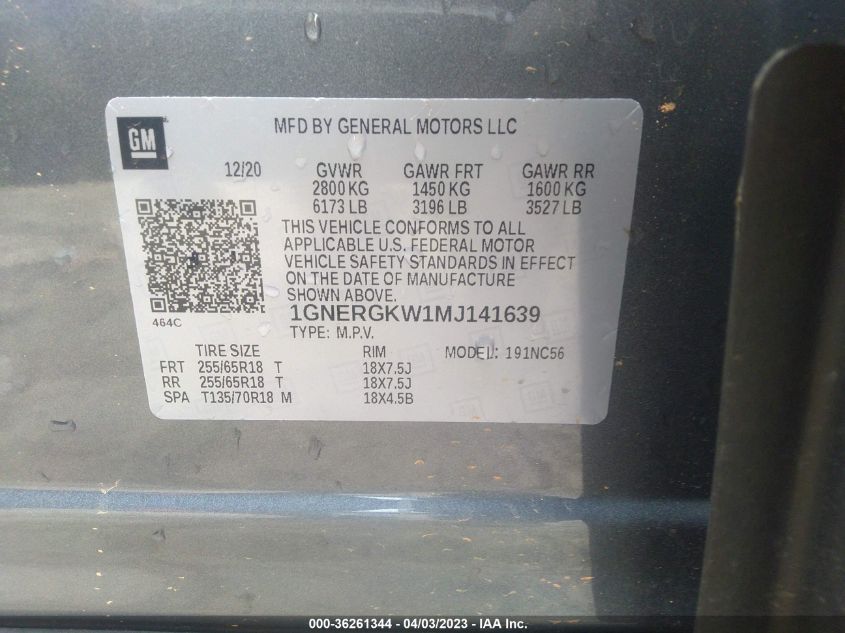 GM
MFD BY GENERAL MOTORS LLC
12/20 GVWR GAWR FRT GAWR RR
2800 KG 1450 KG 1600 KG
6173 LB 3196 LB 3527 LB
THIS VEHICLE CONFORMS TO ALL
APPLICABLE U.S. FEDERAL MOTOR
VEHICLE SAFETY STANDARDS IN EFFECT
ON THE DATE OF MANUFACTURE
SHOWN ABOVE.
464C
1GNERGKW1MJ141639
TYPE: M.P.V.
TIRE SIZE RIM MODEL: 191NC56
FRT 255/65R18 T 18X7.5J
RR 255/65R18 T 18X7.5J
SPA T135/70R18 M 18X4.5B
000-36261344 - 04/03/2023 - IAA Inc.